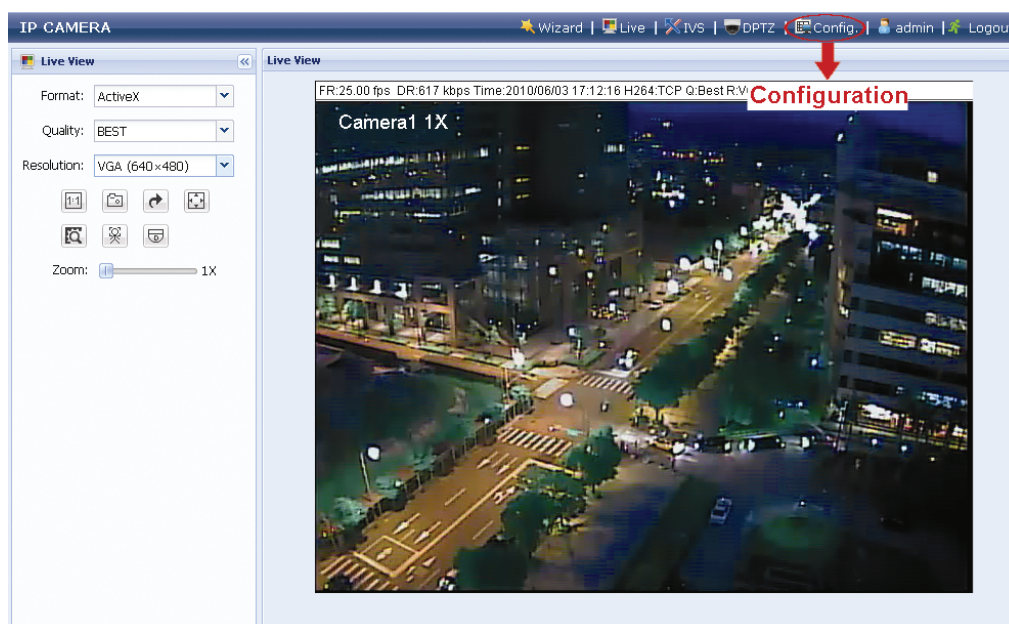 IP CAMERA
Wizard | Live | IVS | DPTZ | Config. | admin | Logou
Live View
Format: ActiveX
Quality: BEST
Resolution: VGA (640×480)
1:1
Zoom: 1X
Live View
FR:25.00 fps DR:617 kbps Time:2010/06/03 17:12:16 H264:TCP Q:Best R:V
Configuration
Camera1 1X